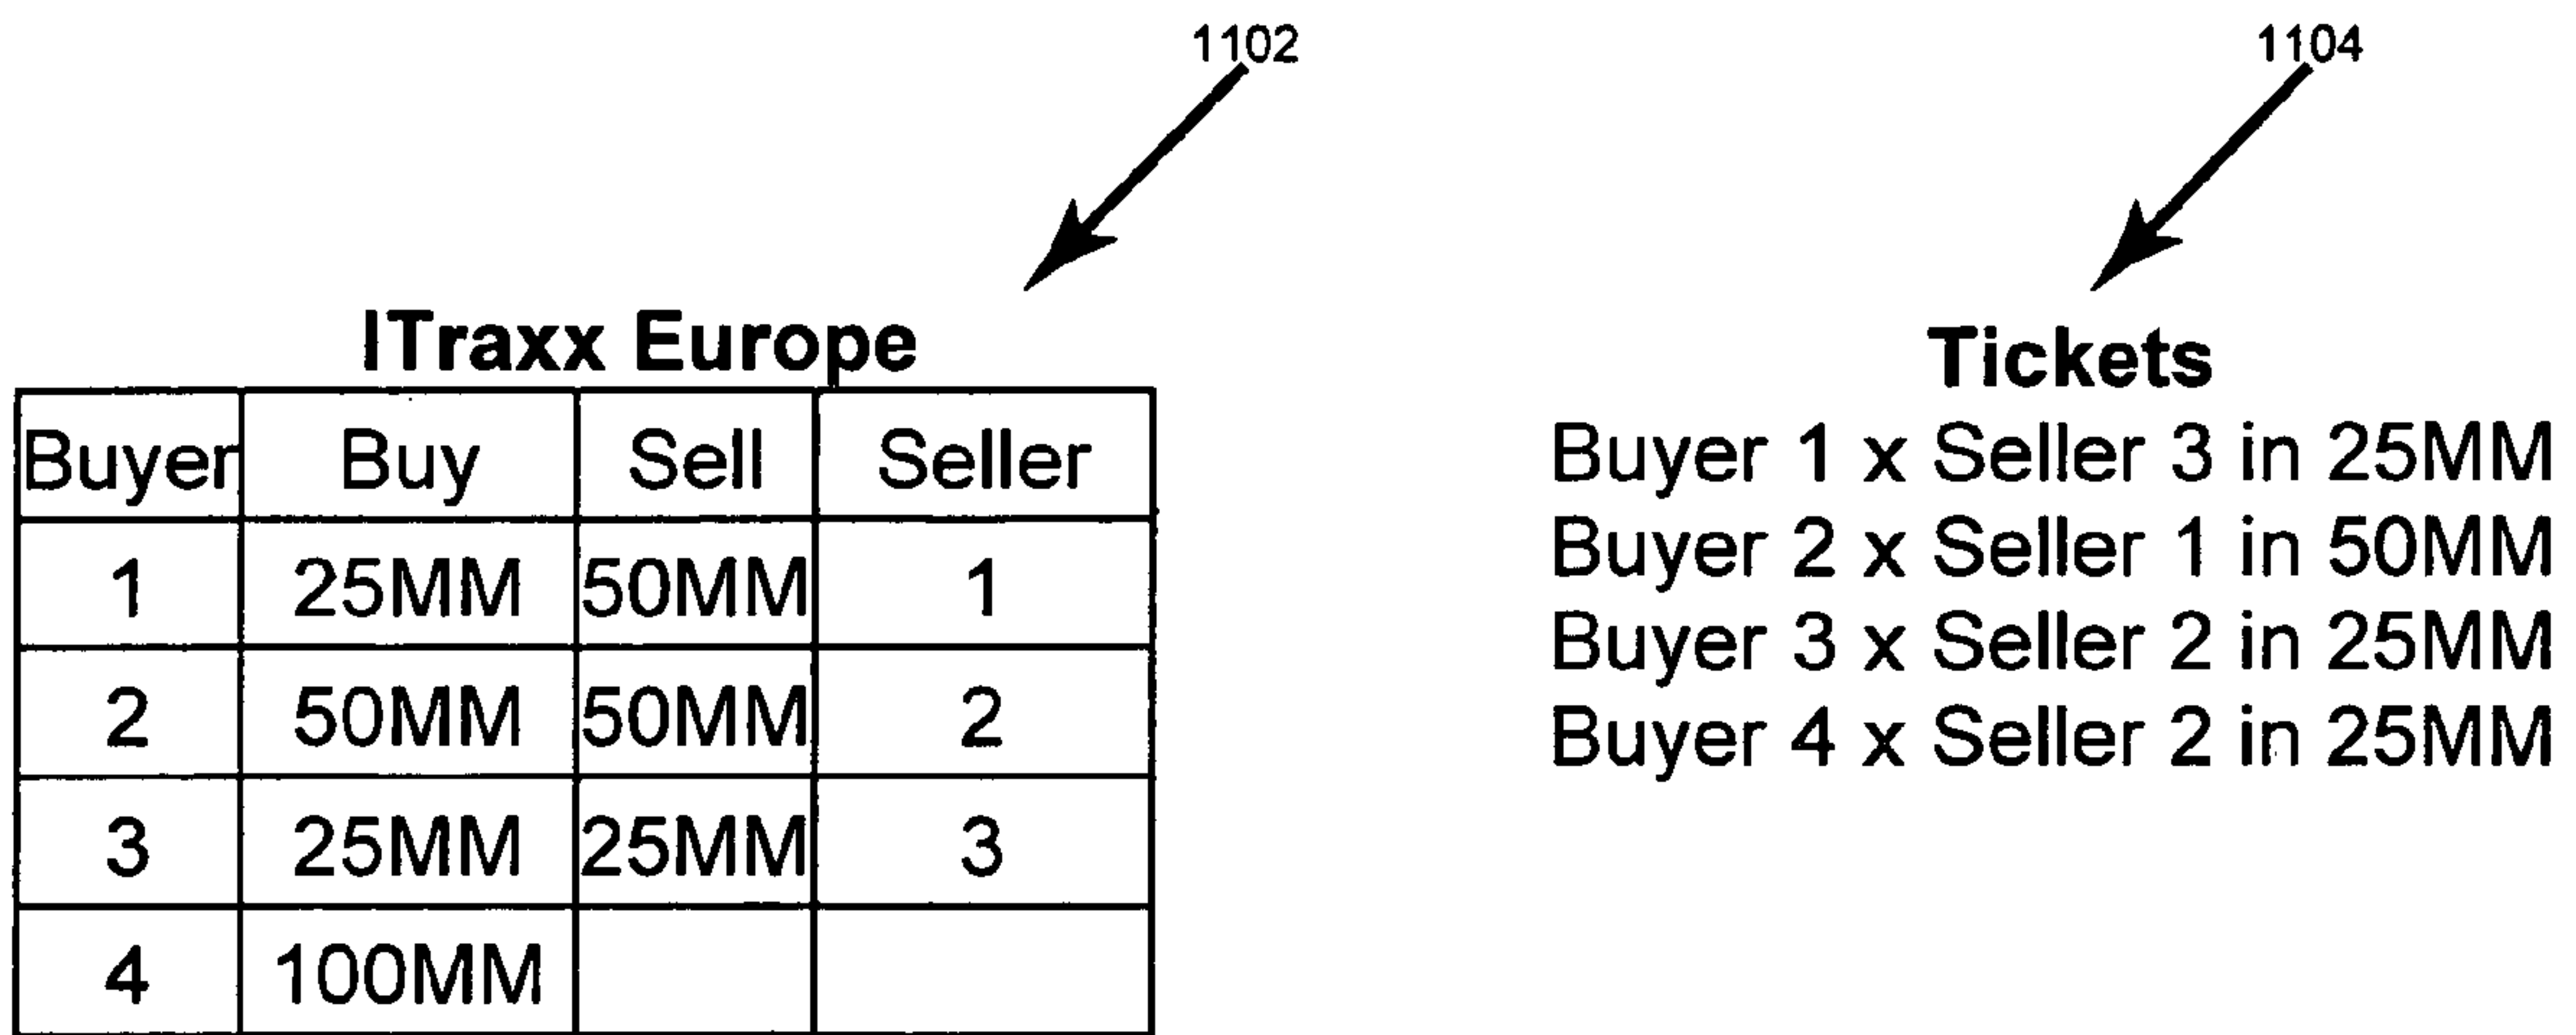 1102
1104
ITraxx Europe
Buyer Buy Sell Seller
1 25MM 50MM 1
2 50MM 50MM 2
3 25MM 25MM 3
4 100MM
Tickets
Buyer 1 x Seller 3 in 25MM
Buyer 2 x Seller 1 in 50MM
Buyer 3 x Seller 2 in 25MM
Buyer 4 x Seller 2 in 25MM